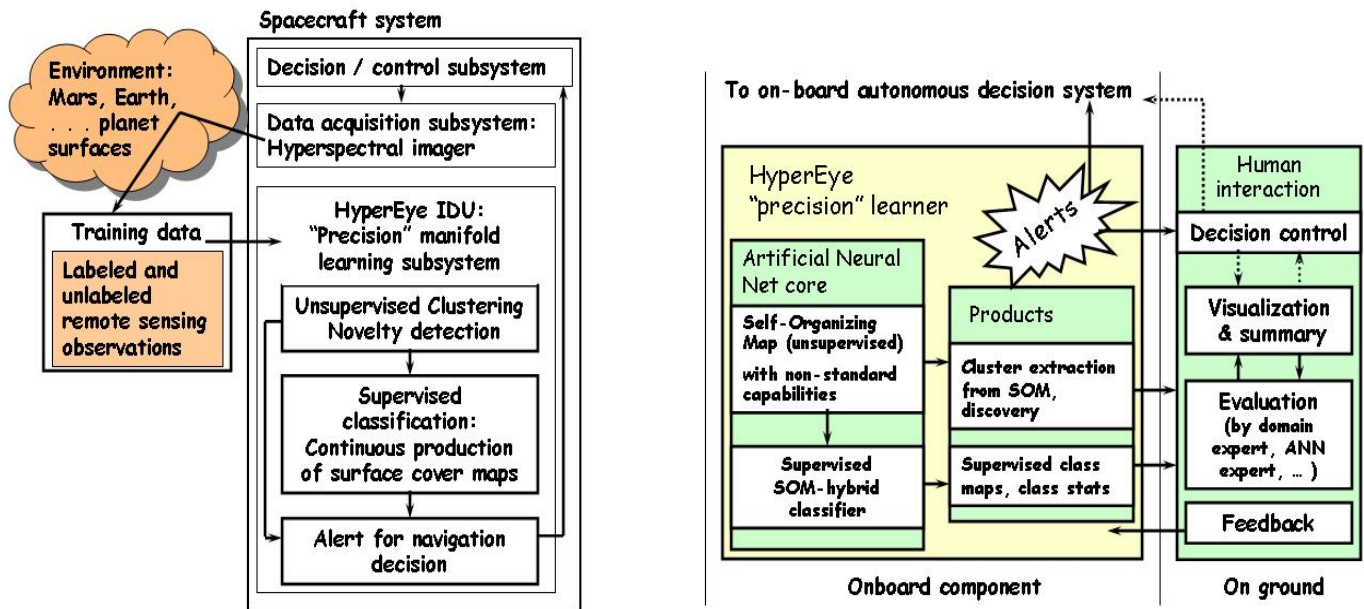 Spacecraft system
Environment:
Mars, Earth,
. . . planet
surfaces
Decision / control subsystem
Data acquisition subsystem:
Hyperspectral imager
Training data
Labeled and
unlabeled
remote sensing
observations
HyperEye IDU:
"Precision" manifold
learning subsystem
Unsupervised Clustering
Novelty detection
Supervised
classification:
Continuous production
of surface cover maps
Alert for navigation
decision
To on-board autonomous decision system
HyperEye
"precision" learner
Alerts
Artificial Neural
Net core
Self-Organizing
Map (unsupervised)
with non-standard
capabilities
Supervised
SOM-hybrid
classifier
Products
Cluster extraction
from SOM,
discovery
Supervised class
maps, class stats
Onboard component
Human
interaction
Decision control
Visualization
& summary
Evaluation
(by domain
expert, ANN
expert, ... )
Feedback
On ground